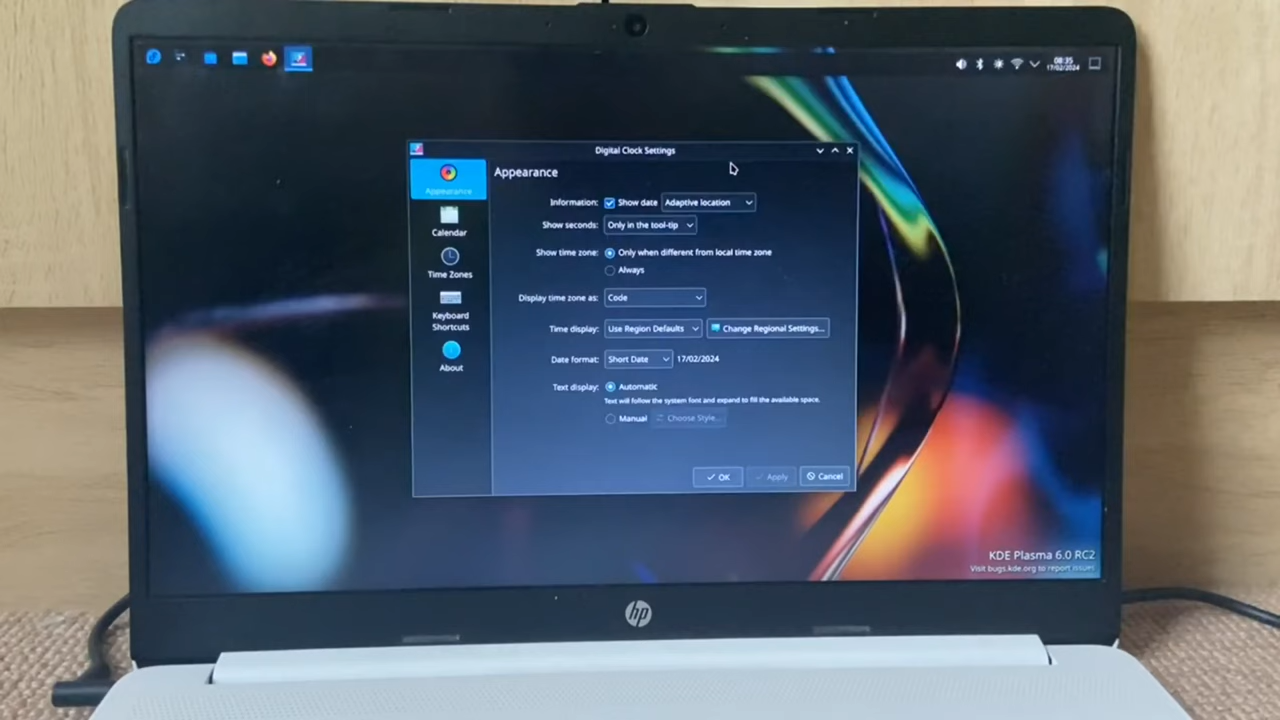 08:35
17/02/2024
Digital Clock Settings
Appearance
Calendar
Time Zones
Keyboard
Shortcuts
About
Appearance
Information: Show date Adaptive location
Show seconds: Only in the tool-tip
Show time zone: Only when different from local time zone
Always
Display time zone as: Code
Time display: Use Region Defaults Change Regional Settings...
Date format: Short Date 17/02/2024
Text display: Automatic
Text will follow the system font and expand to fill the available space.
Manual Choose Style...
OK Apply Cancel
KDE Plasma 6.0 RC2
Visit bugs.kde.org to report issues
hp